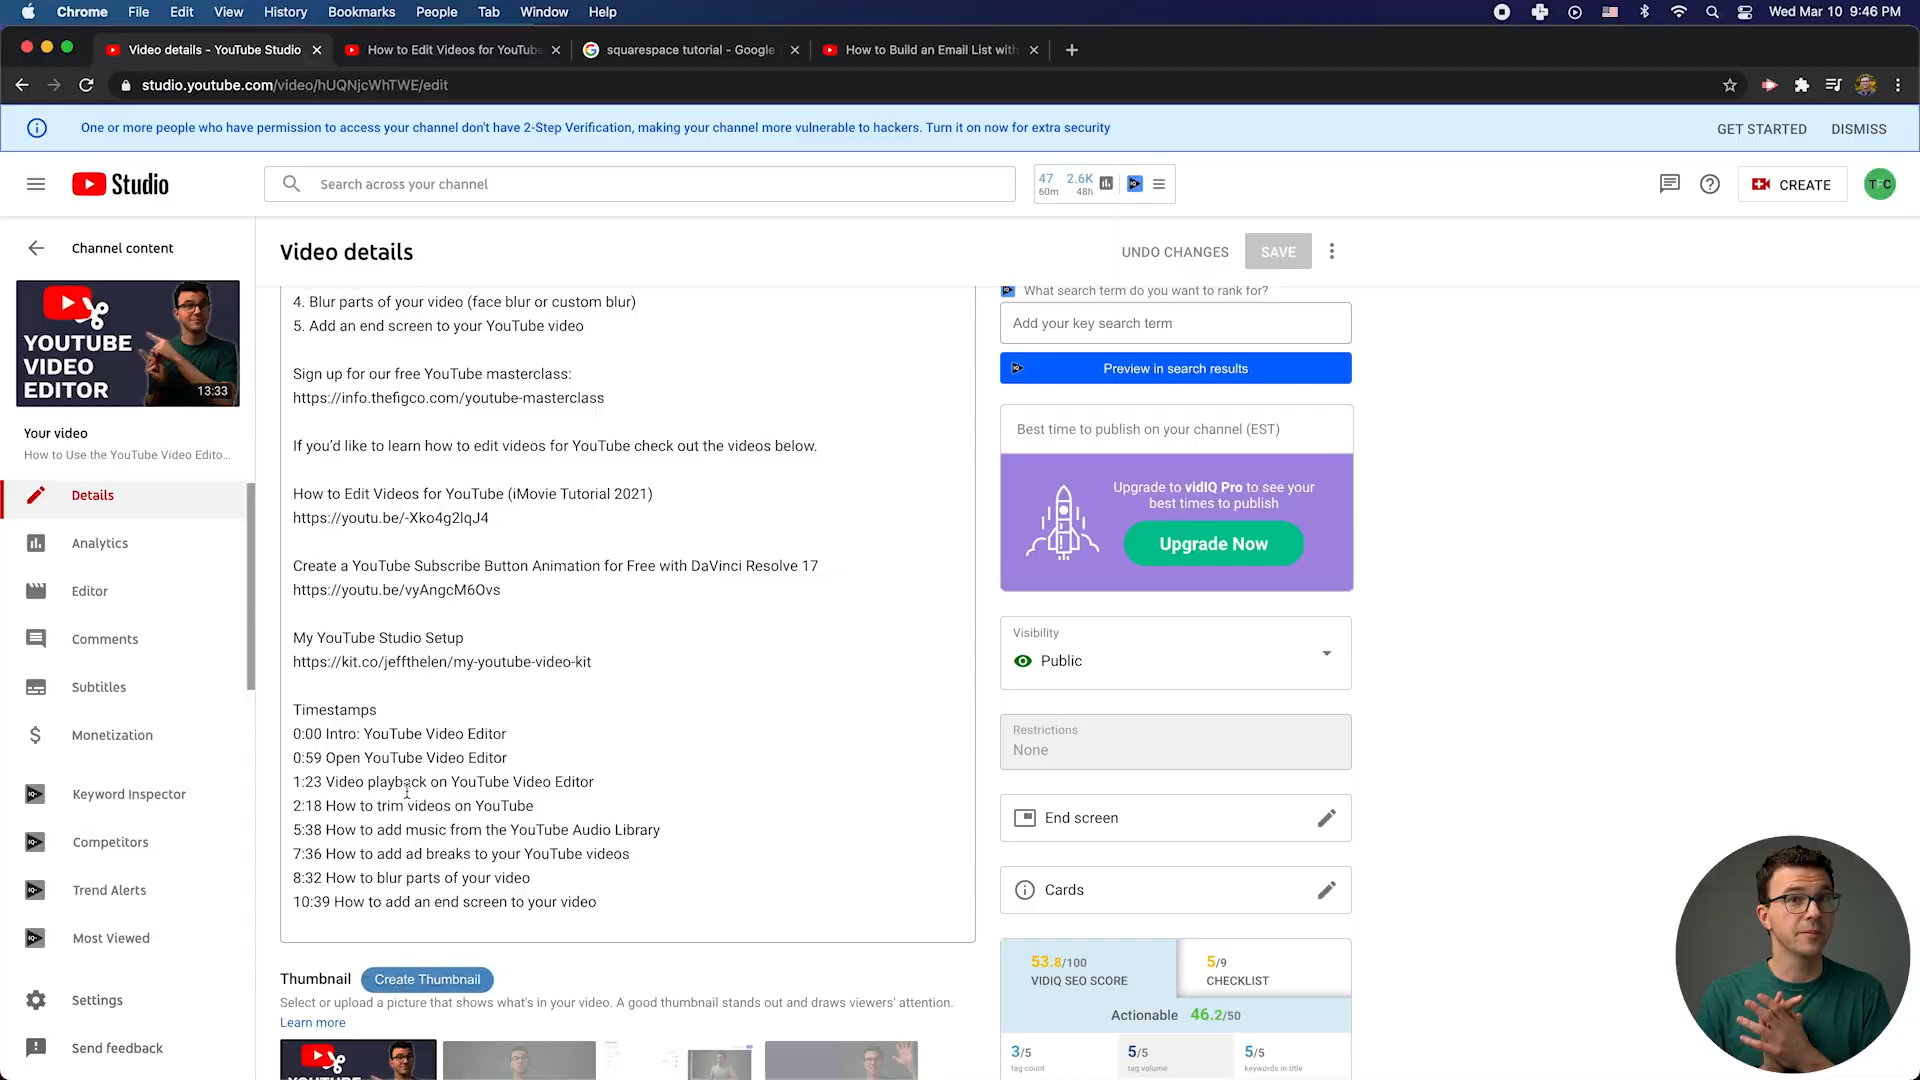 Chrome File Edit View History Bookmarks People Tab Window Help
Wed Mar 10 9:46 PM
Video details - YouTube Studio
How to Edit Videos for YouTube
squarespace tutorial - Google
How to Build an Email List with
studio.youtube.com/video/hUQNjcWhTWE/edit
One or more people who have permission to access your channel don't have 2-Step Verification, making your channel more vulnerable to hackers. Turn it on now for extra security
GET STARTED
DISMISS
Studio
Search across your channel
47 2.6K
60m 48h
CREATE
TFC
Channel content
YOUTUBE
VIDEO
EDITOR
13:33
Your video
How to Use the YouTube Video Edito...
Details
Analytics
Editor
Comments
Subtitles
Monetization
Keyword Inspector
Competitors
Trend Alerts
Most Viewed
Settings
Send feedback
Video details
UNDO CHANGES
SAVE
4. Blur parts of your video (face blur or custom blur)
5. Add an end screen to your YouTube video
Sign up for our free YouTube masterclass:
https://info.thefigco.com/youtube-masterclass
If you'd like to learn how to edit videos for YouTube check out the videos below.
How to Edit Videos for YouTube (iMovie Tutorial 2021)
https://youtu.be/-Xko4g2lqJ4
Create a YouTube Subscribe Button Animation for Free with DaVinci Resolve 17
https://youtu.be/vyAngcM6Ovs
My YouTube Studio Setup
https://kit.co/jeffthelen/my-youtube-video-kit
Timestamps
0:00 Intro: YouTube Video Editor
0:59 Open YouTube Video Editor
1:23 Video playback on YouTube Video Editor
2:18 How to trim videos on YouTube
5:38 How to add music from the YouTube Audio Library
7:36 How to add ad breaks to your YouTube videos
8:32 How to blur parts of your video
10:39 How to add an end screen to your video
Thumbnail
Create Thumbnail
Select or upload a picture that shows what's in your video. A good thumbnail stands out and draws viewers' attention.
Learn more
YOUTUBE
What search term do you want to rank for?
Add your key search term
Preview in search results
Best time to publish on your channel (EST)
Upgrade to vidIQ Pro to see your
best times to publish
Upgrade Now
Visibility
Public
Restrictions
None
End screen
Cards
53.8/100
VIDIQ SEO SCORE
5/9
CHECKLIST
Actionable 46.2/50
3/5
tag count
5/5
tag volume
5/5
keywords in title